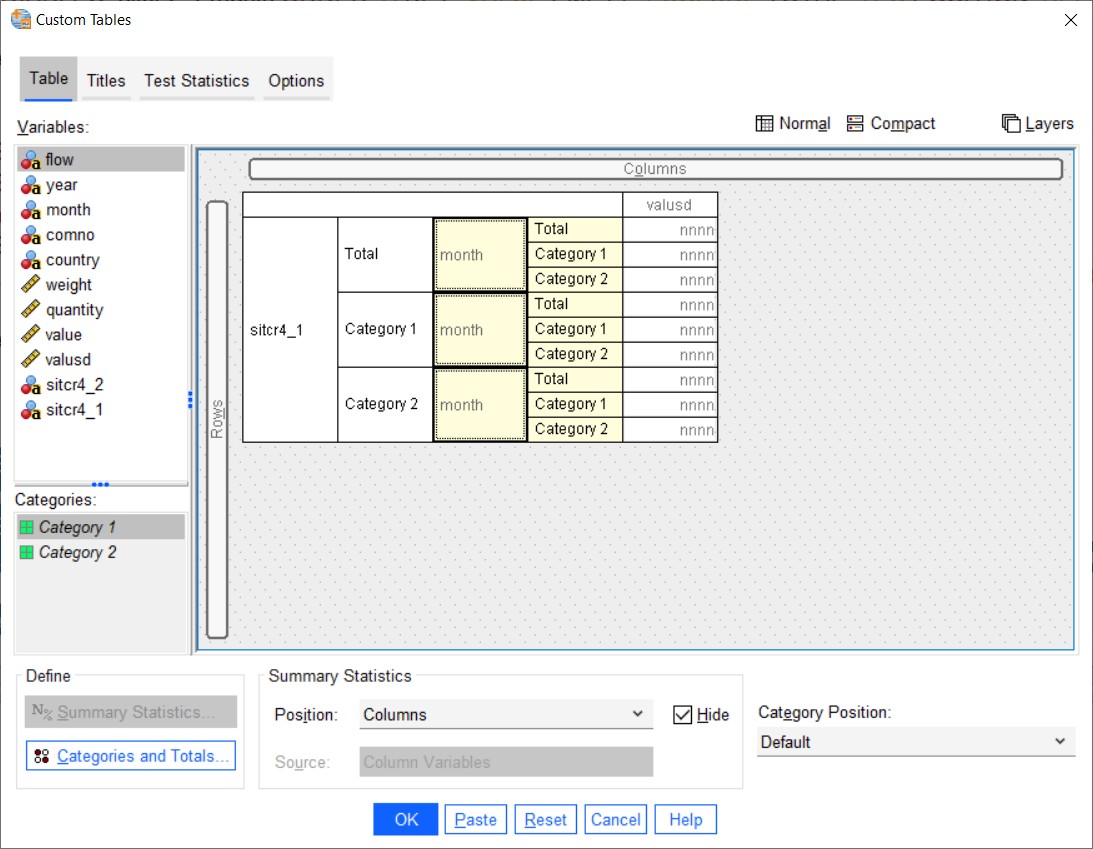 Custom Tables
Table Titles Test Statistics Options
Variables:
Normal Compact Layers
flow
year
month
comno
country
weight
quantity
value
valusd
sitcr4_2
sitcr4_1
Categories:
Category 1
Category 2
Columns
Rows
valusd
sitcr4_1
Total month Total nnnn
Category 1 nnnn
Category 2 nnnn
Category 1 month Total nnnn
Category 1 nnnn
Category 2 nnnn
Category 2 month Total nnnn
Category 1 nnnn
Category 2 nnnn
Define
N% Summary Statistics...
Categories and Totals...
Summary Statistics
Position: Columns Hide
Source: Column Variables
Category Position:
Default
OK Paste Reset Cancel Help